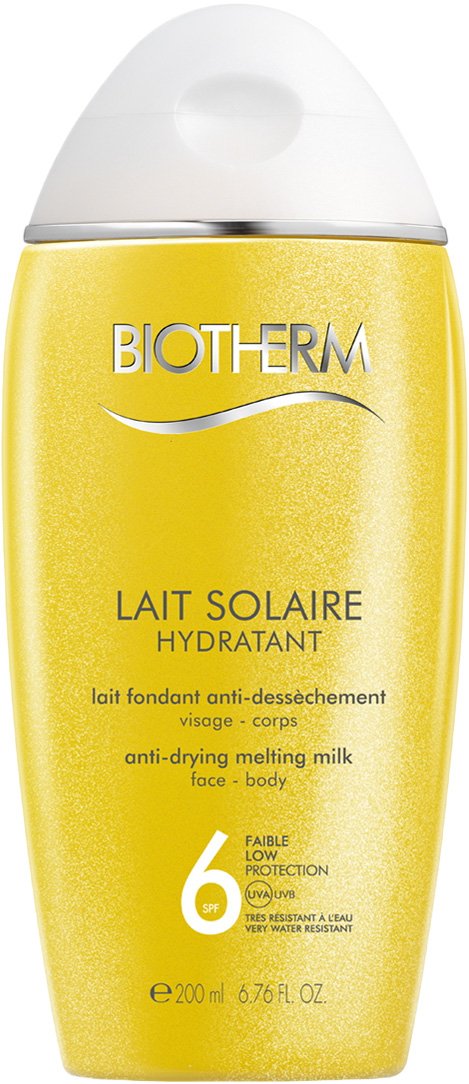 BIOTHERM
LAIT SOLAIRE
HYDRATANT
lait fondant anti-dessèchement
visage - corps
anti-drying melting milk
face - body
6
SPF
FAIBLE
LOW
PROTECTION
UVA UVB
TRÈS RÉSISTANT À L'EAU
VERY WATER RESISTANT
e 200 ml 6.76 FL. OZ.